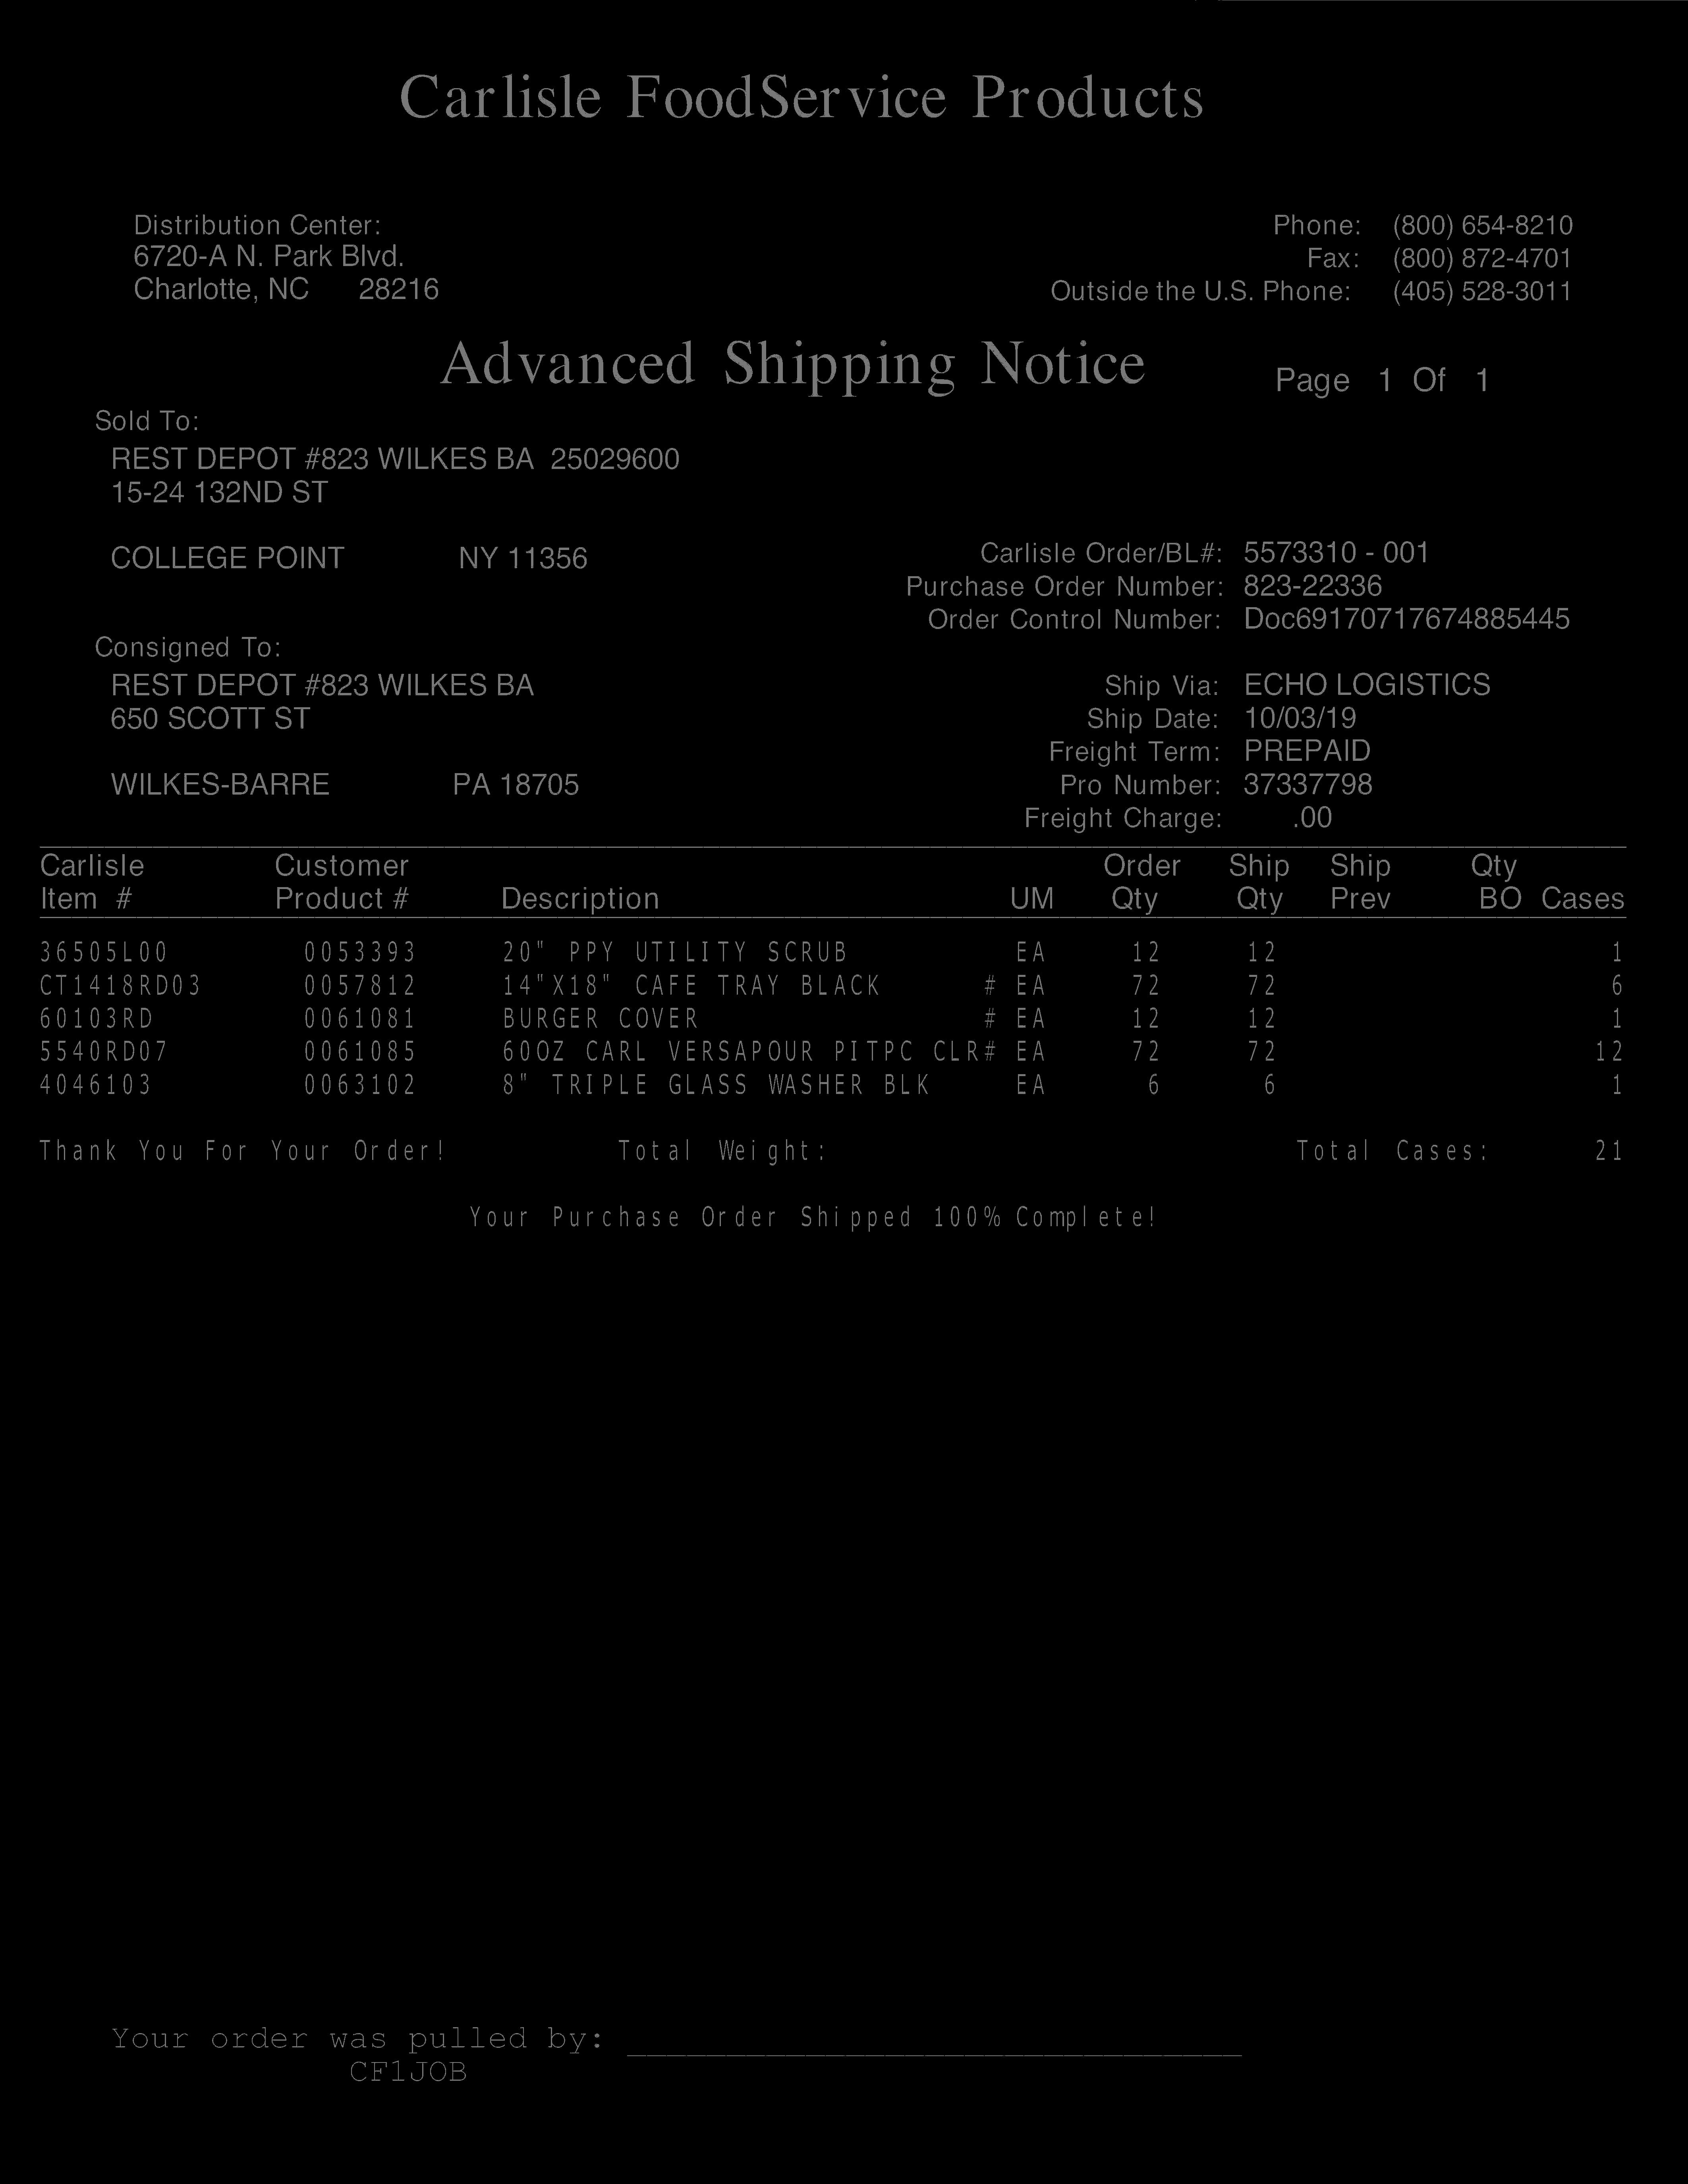 Carlisle FoodService Products
Distribution Center:
6720-A N. Park Blvd.
Charlotte, NC 28216
Phone: (800) 654-8210
Fax: (800) 872-4701
Outside the U.S. Phone: (405) 528-3011
Advanced Shipping Notice Page 1 Of 1
Sold To:
REST DEPOT #823 WILKES BA 25029600
15-24 132ND ST
COLLEGE POINT NY 11356
Carlisle Order/BL#: 5573310 - 001
Purchase Order Number: 823-22336
Order Control Number: Doc69170717674885445
Consigned To:
REST DEPOT #823 WILKES BA
650 SCOTT ST
WILKES-BARRE PA 18705
Ship Via: ECHO LOGISTICS
Ship Date: 10/03/19
Freight Term: PREPAID
Pro Number: 37337798
Freight Charge: .00
Carlisle Customer Order Ship Ship Qty
Item # Product # Description UM Qty Qty Prev BO Cases
36505L00 0053393 20" PPY UTILITY SCRUB EA 12 12 1
CT1418RD03 0057812 14"X18" CAFE TRAY BLACK # EA 72 72 6
60103RD 0061081 BURGER COVER # EA 12 12 1
5540RD07 0061085 60OZ CARL VERSAPOUR PITPC CLR# EA 72 72 12
4046103 0063102 8" TRIPLE GLASS WASHER BLK EA 6 6 1
Thank You For Your Order! Total Weight: Total Cases: 21
Your Purchase Order Shipped 100% Complete!
Your order was pulled by: _______________________________
CF1JOB